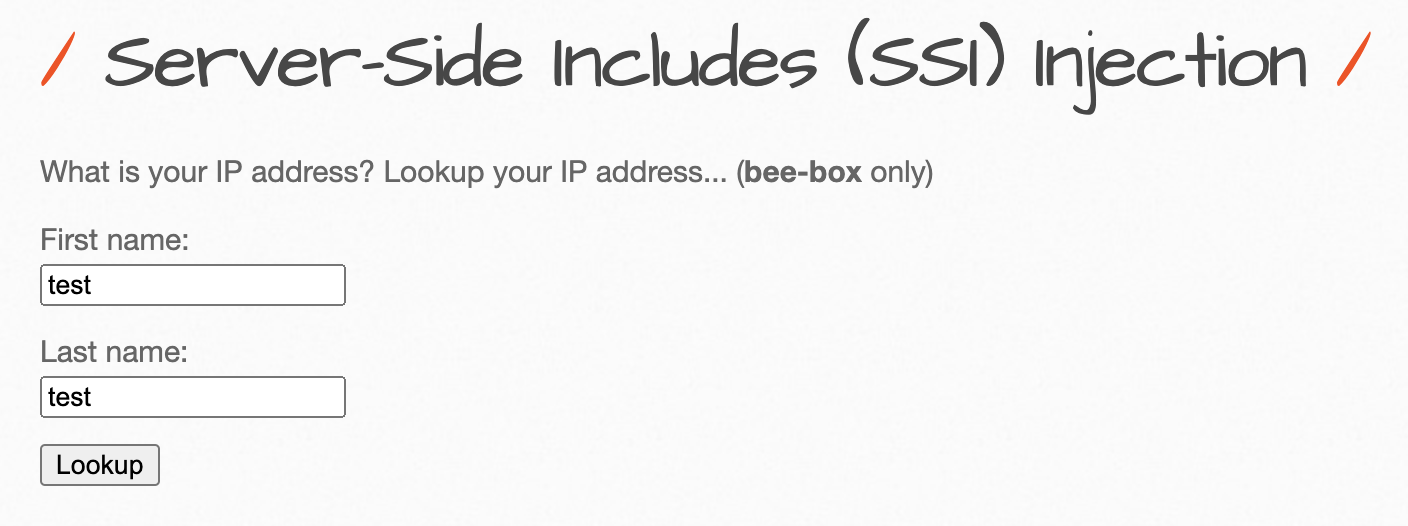 / Server-Side Includes (SSI) Injection /
What is your IP address? Lookup your IP address... (bee-box only)
First name:
test
Last name:
test
Lookup